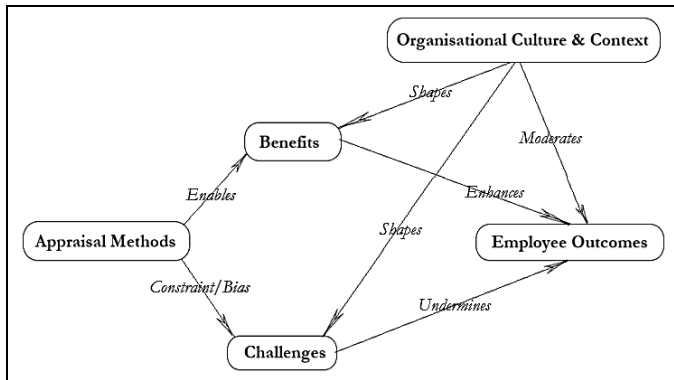 Organisational Culture & Context
Shapes
Benefits
Moderates
Enables
Enhances
Appraisal Methods
Shapes
Employee Outcomes
Constraint/Bias
Undermines
Challenges